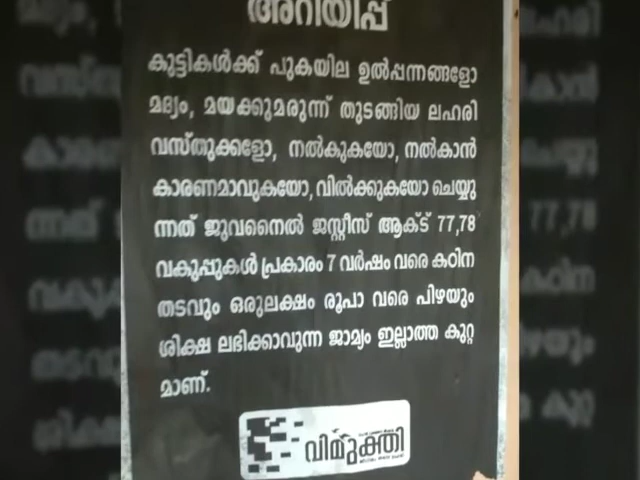 അറിയിപ്പ്
കുട്ടികൾക്ക് പുകയില ഉൽപ്പന്നങ്ങളോ
മദ്യം, മയക്കുമരുന്ന് തുടങ്ങിയ ലഹരി
വസ്തുക്കളോ, നൽകുകയോ, നൽകാൻ
കാരണമാവുകയോ, വിൽക്കുകയോ ചെയ്യു
ന്നത് ജുവനൈൽ ജസ്റ്റീസ് ആക്ട് 77,78
വകുപ്പുകൾ പ്രകാരം 7 വർഷം വരെ കഠിന
തടവും ഒരുലക്ഷം രൂപാ വരെ പിഴയും
ശിക്ഷ ലഭിക്കാവുന്ന ജാമ്യം ഇല്ലാത്ത കുറ്റ
മാണ്.
വിമുക്തി